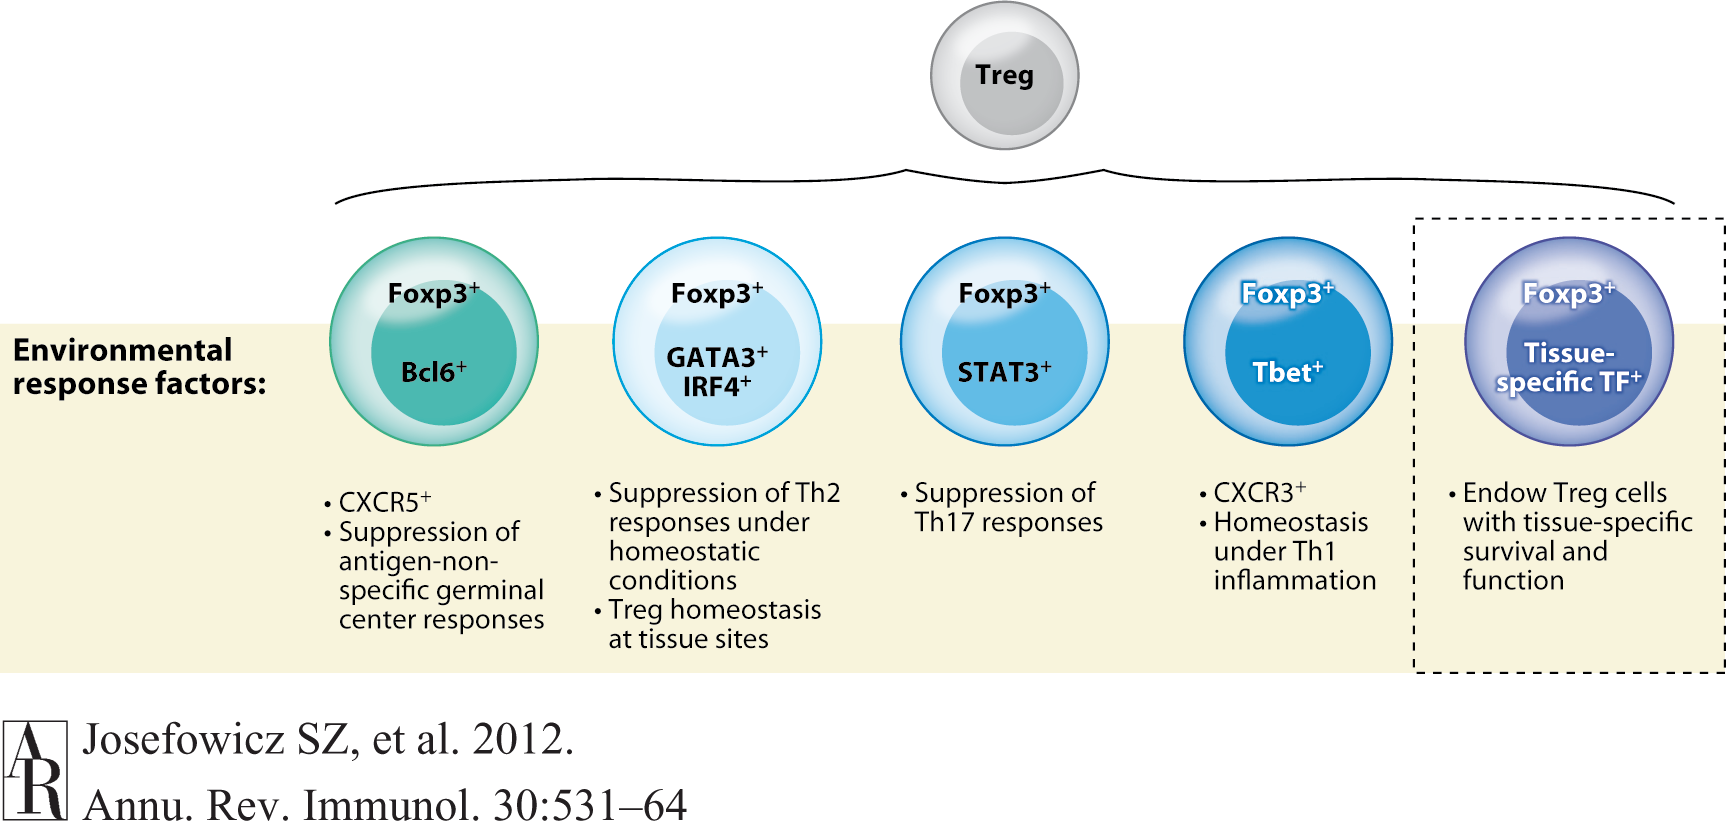 Treg
Foxp3+
Bcl6+
Foxp3+
GATA3+
IRF4+
Foxp3+
STAT3+
Foxp3+
Tbet+
Foxp3+
Tissue-
specific TF+
Environmental
response factors:
• CXCR5+
• Suppression of
antigen-non-
specific germinal
center responses
• Suppression of Th2
responses under
homeostatic
conditions
• Treg homeostasis
at tissue sites
• Suppression of
Th17 responses
• CXCR3+
• Homeostasis
under Th1
inflammation
• Endow Treg cells
with tissue-specific
survival and
function
AR
Josefowicz SZ, et al. 2012.
Annu. Rev. Immunol. 30:531–64